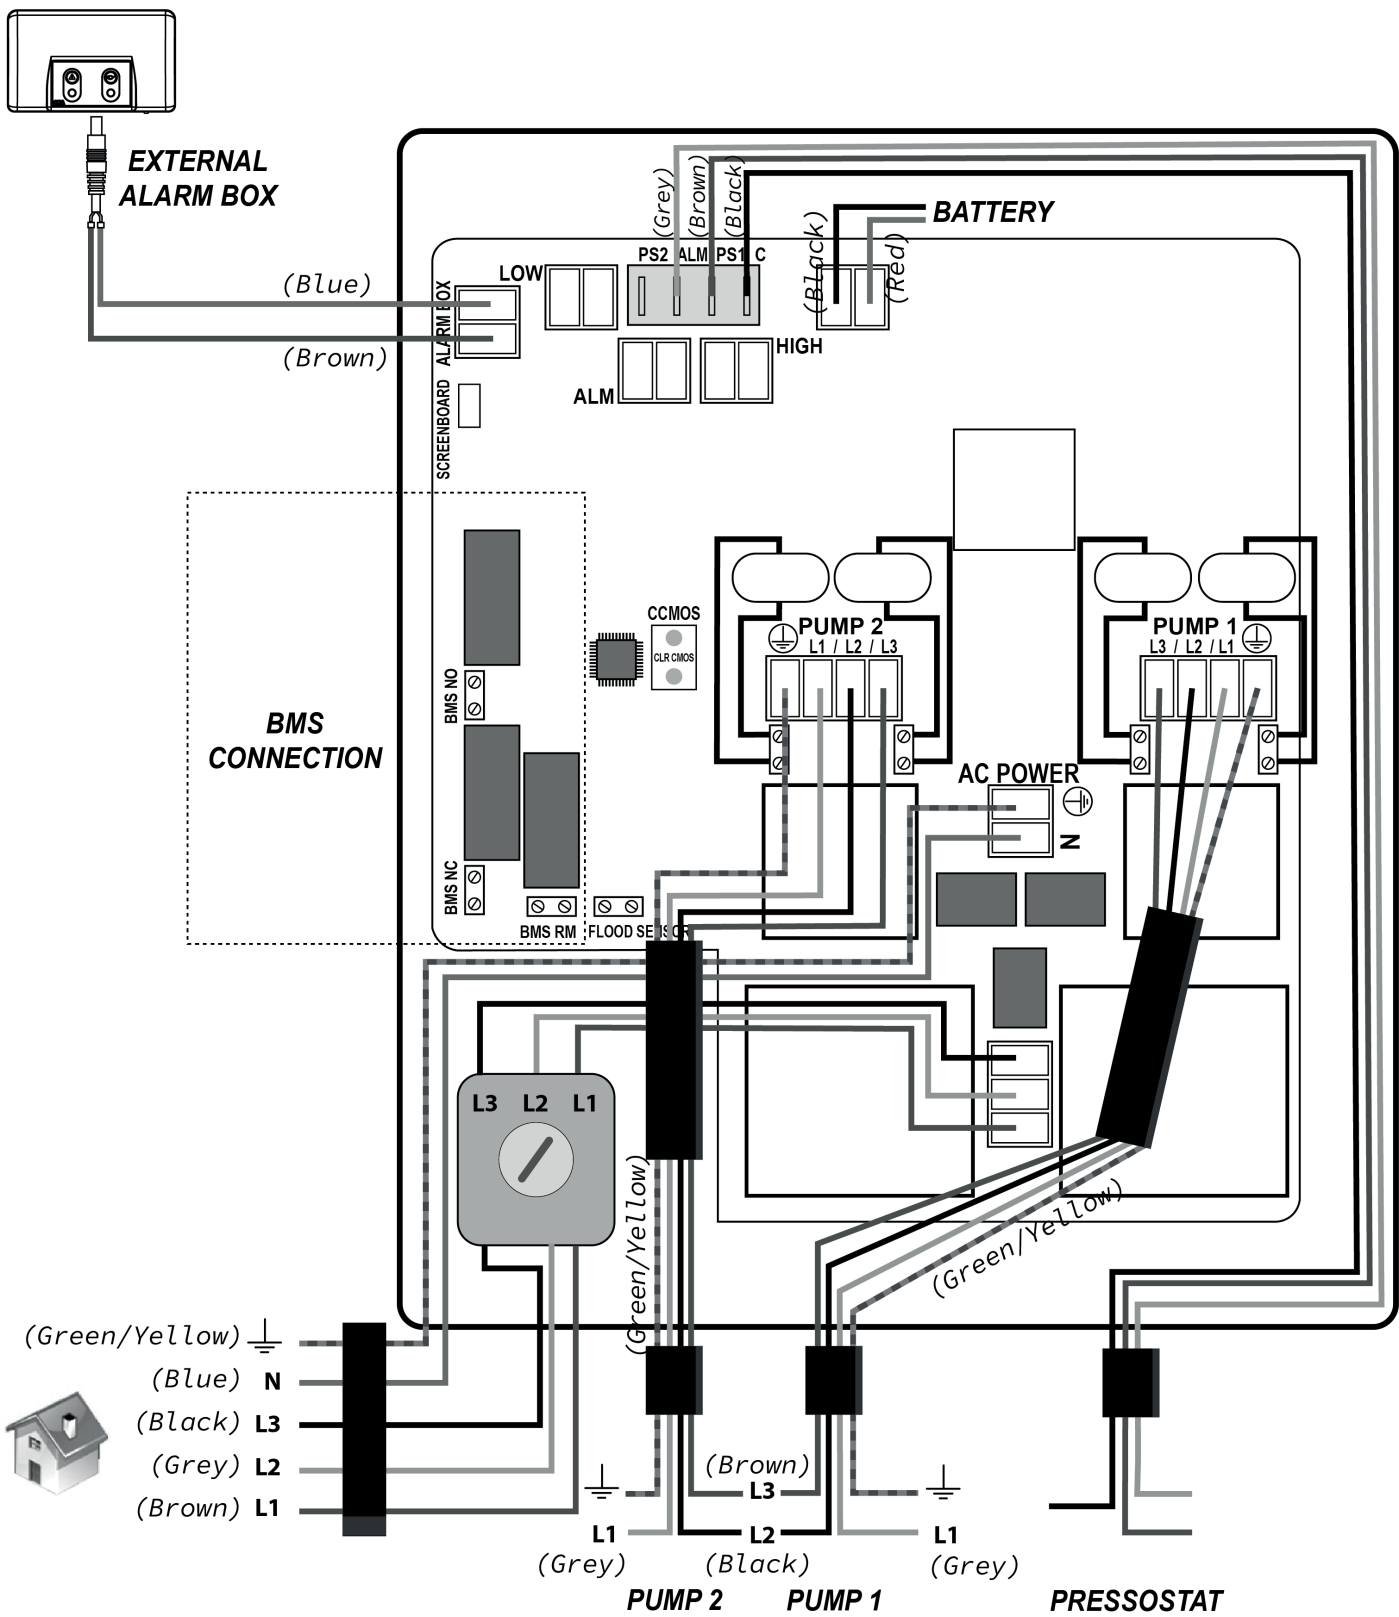 EXTERNAL
ALARM BOX
(Grey)
(Brown)
(Black)
(Black)
(Red)
BATTERY
PS2 ALM PS1 C
LOW
(Blue)
ALARM BOX
(Brown)
HIGH
ALM
SCREENBOARD
BMS
CONNECTION
CCMOS
CLR CMOS
PUMP 2
L1 / L2 / L3
PUMP 1
L3 / L2 / L1
BMS NO
AC POWER
N
BMS NC
BMS RM
FLOOD SENSOR
L3 L2 L1
(Green/Yellow)
(Green/Yellow)
(Green/Yellow)
(Blue) N
(Black) L3
(Grey) L2
(Brown) L1
(Brown)
L3
L1
L2
L1
(Grey)
(Black)
(Grey)
PUMP 2
PUMP 1
PRESSOSTAT